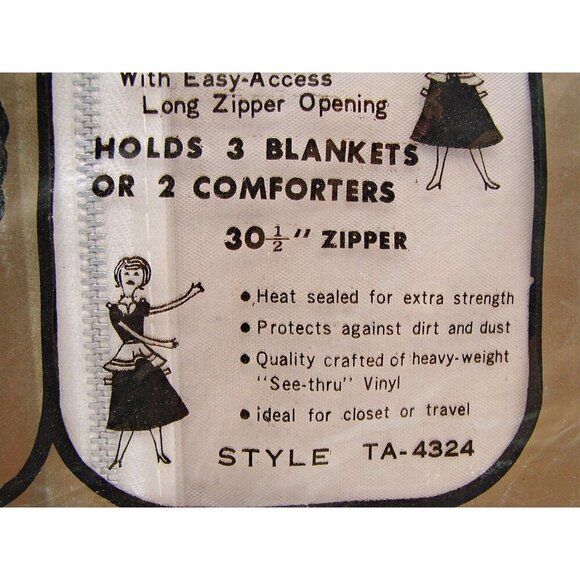 With Easy-Access
Long Zipper Opening
HOLDS 3 BLANKETS
OR 2 COMFORTERS
30½" ZIPPER
• Heat sealed for extra strength
• Protects against dirt and dust
• Quality crafted of heavy-weight
"See-thru" Vinyl
• ideal for closet or travel
STYLE TA-4324